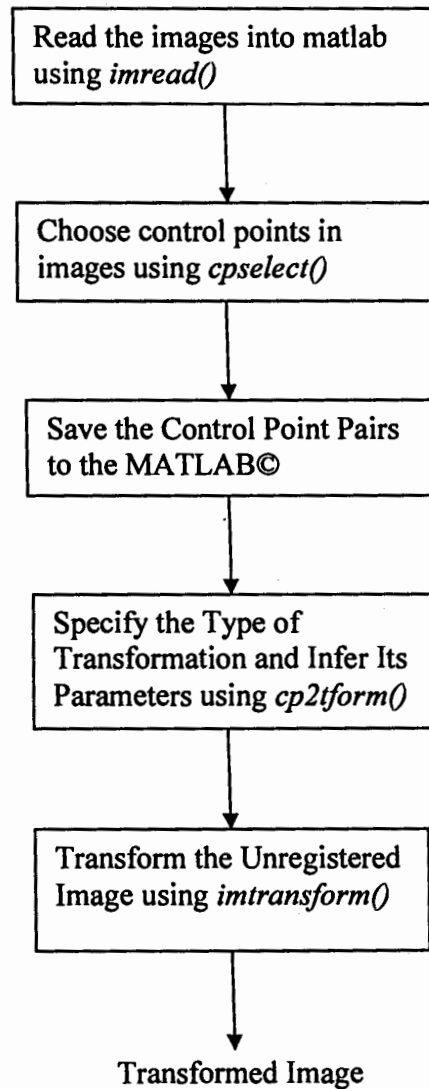 Read the images into matlab
using imread()
Choose control points in
images using cpselect()
Save the Control Point Pairs
to the MATLAB©
Specify the Type of
Transformation and Infer Its
Parameters using cp2tform()
Transform the Unregistered
Image using imtransform()
Transformed Image